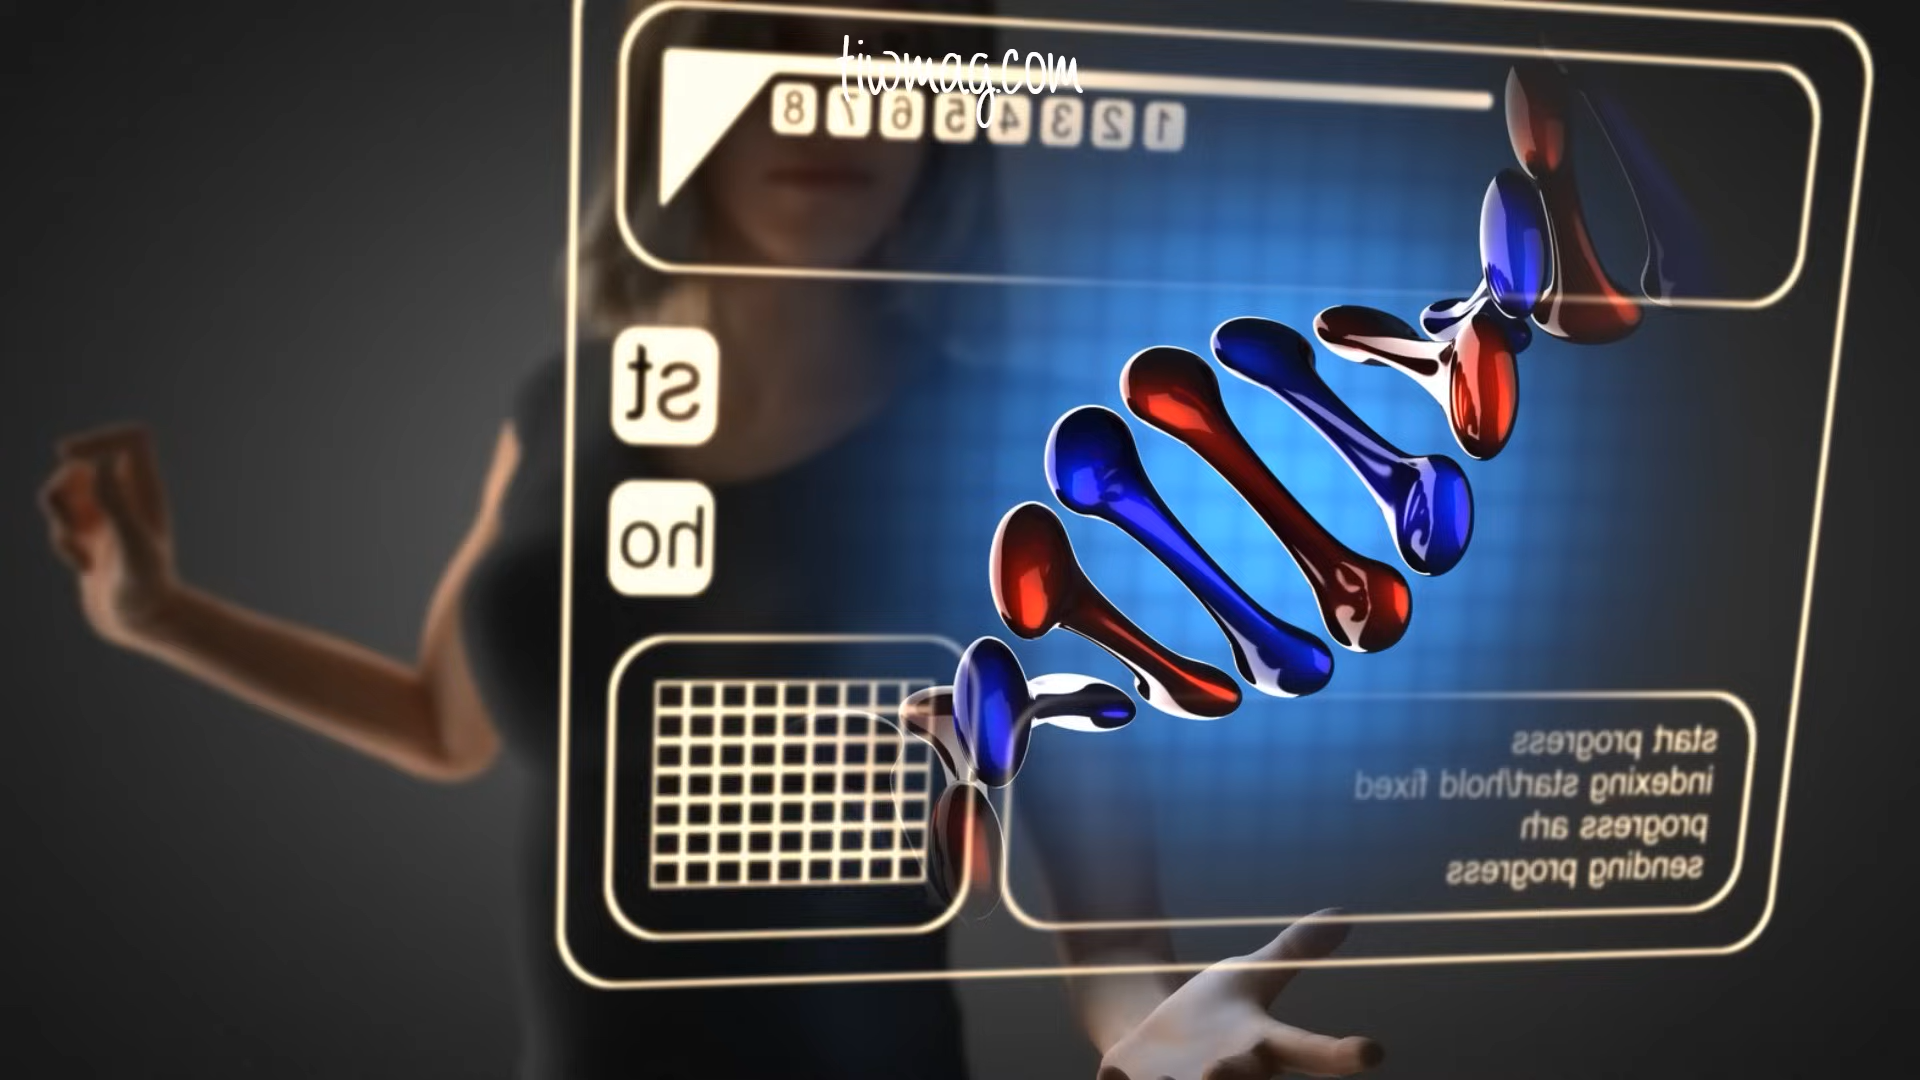 tiwmag.com
1 2 3 4 5 6 7 8
st
ho
start progress
indexing start/hold fixed
progress arh
sending progress